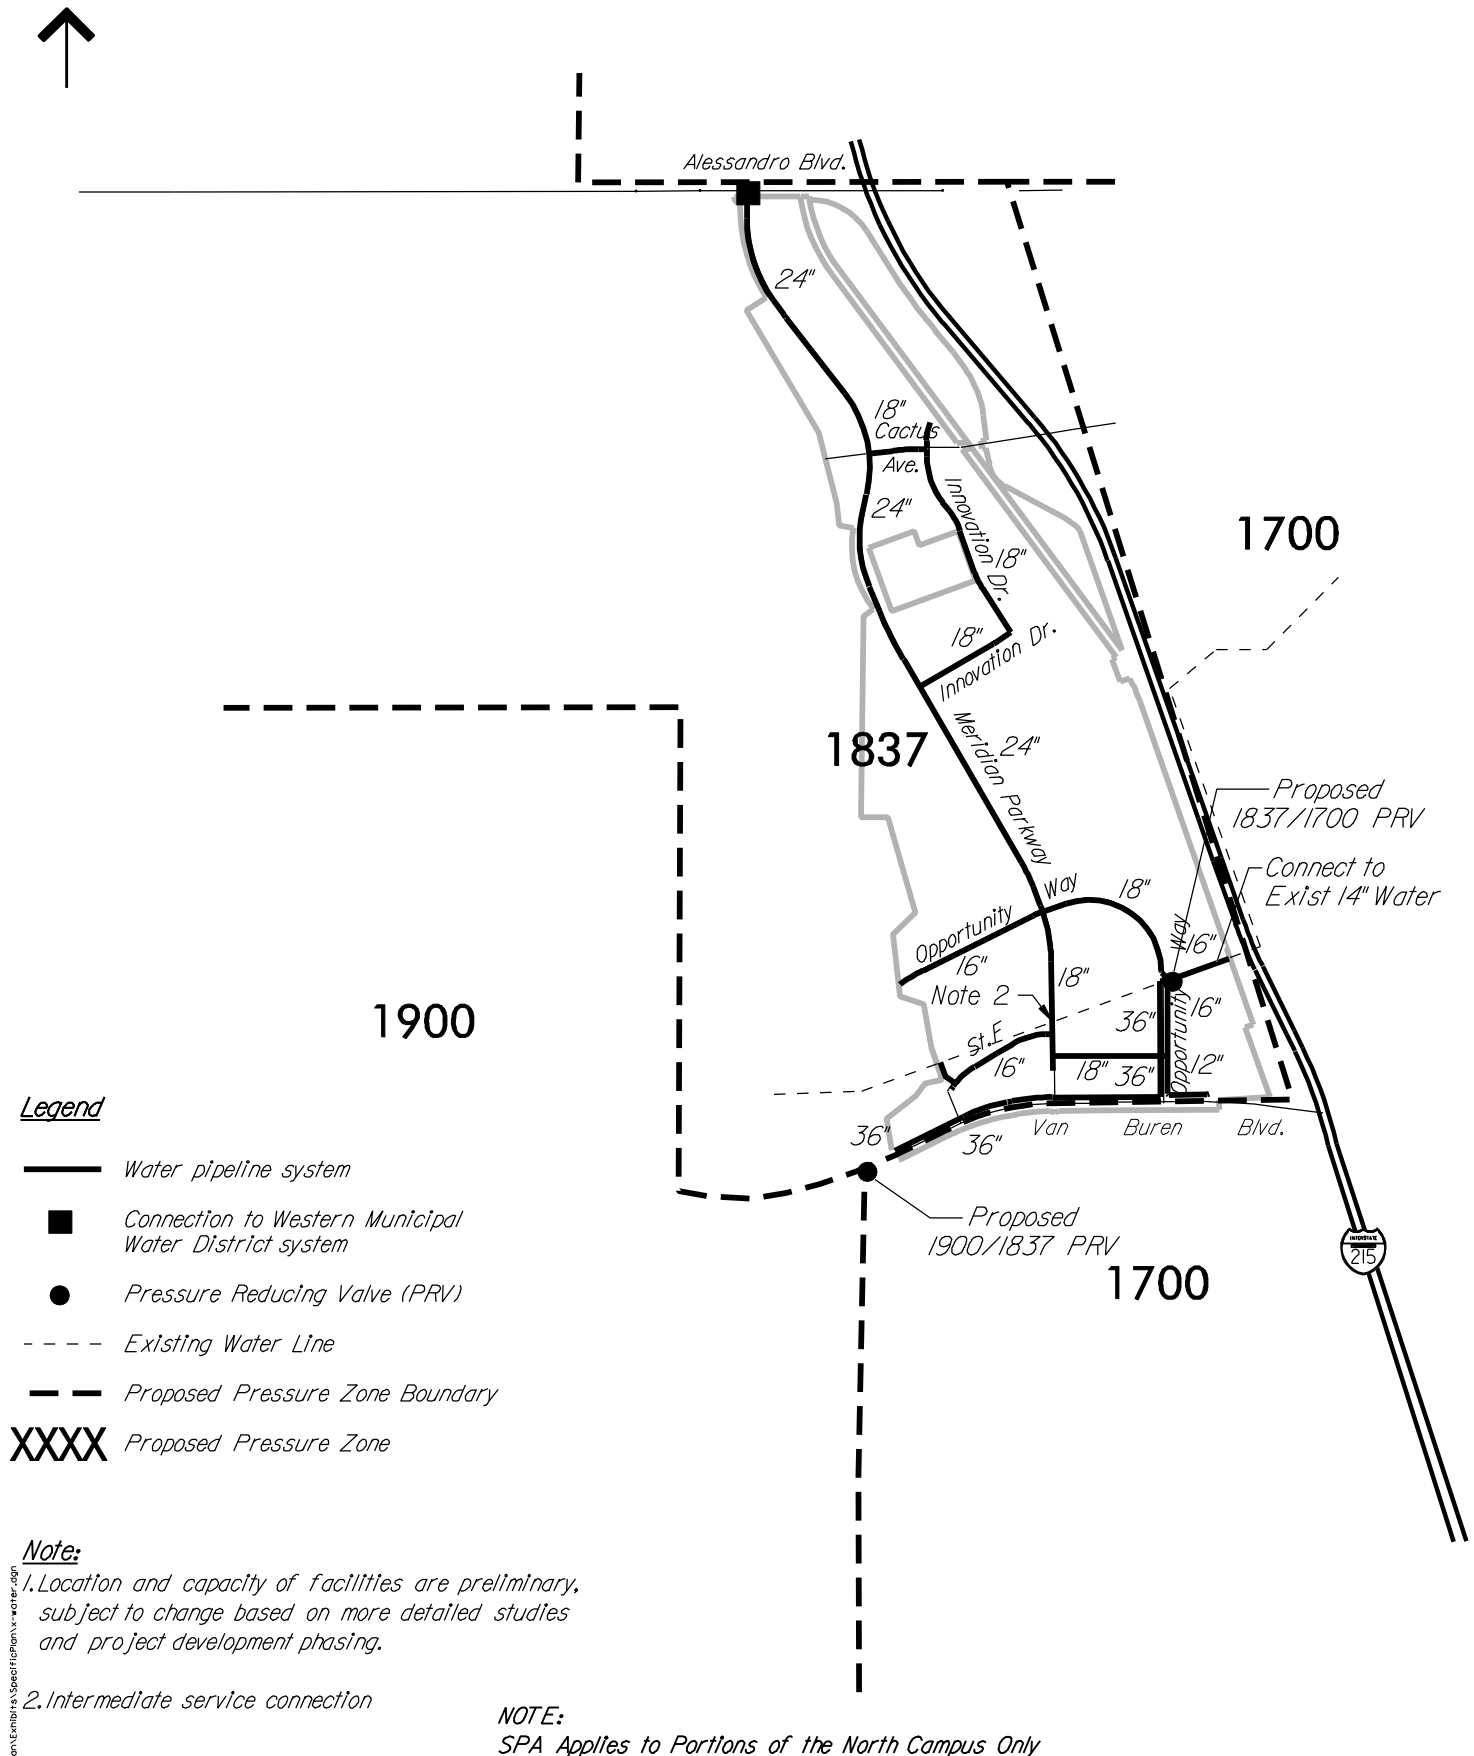 Alessandro Blvd.
24"
18"
Cactus
Ave.
24"
Innovation Dr.
18"
1700
18"
Innovation Dr.
1837
Meridian Parkway
24"
Proposed
1837/1700 PRV
Connect to
Exist 14" Water
Way
18"
Opportunity
16"
Way
16"
Note 2
18"
1900
36"
Opportunity
16"
St. E
16"
18"
36"
12"
36"
36"
Van Buren Blvd.
Proposed
1900/1837 PRV
1700
INTERSTATE
215
Legend
Water pipeline system
Connection to Western Municipal
Water District system
Pressure Reducing Valve (PRV)
Existing Water Line
Proposed Pressure Zone Boundary
XXXX Proposed Pressure Zone
Note:
1. Location and capacity of facilities are preliminary,
subject to change based on more detailed studies
and project development phasing.
2. Intermediate service connection
NOTE:
SPA Applies to Portions of the North Campus Only
an\Exhibits\SpecificPlan\x-water.dgn